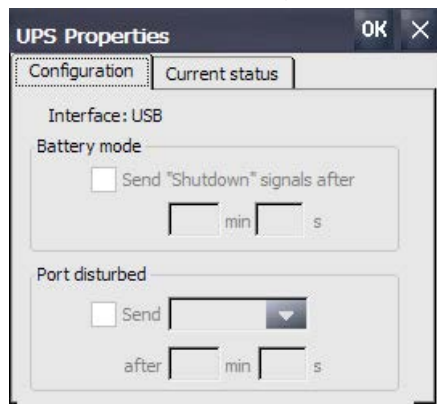 UPS Properties OK ×
Configuration Current status
Interface: USB
Battery mode
Send "Shutdown" signals after
min s
Port disturbed
Send
after min s